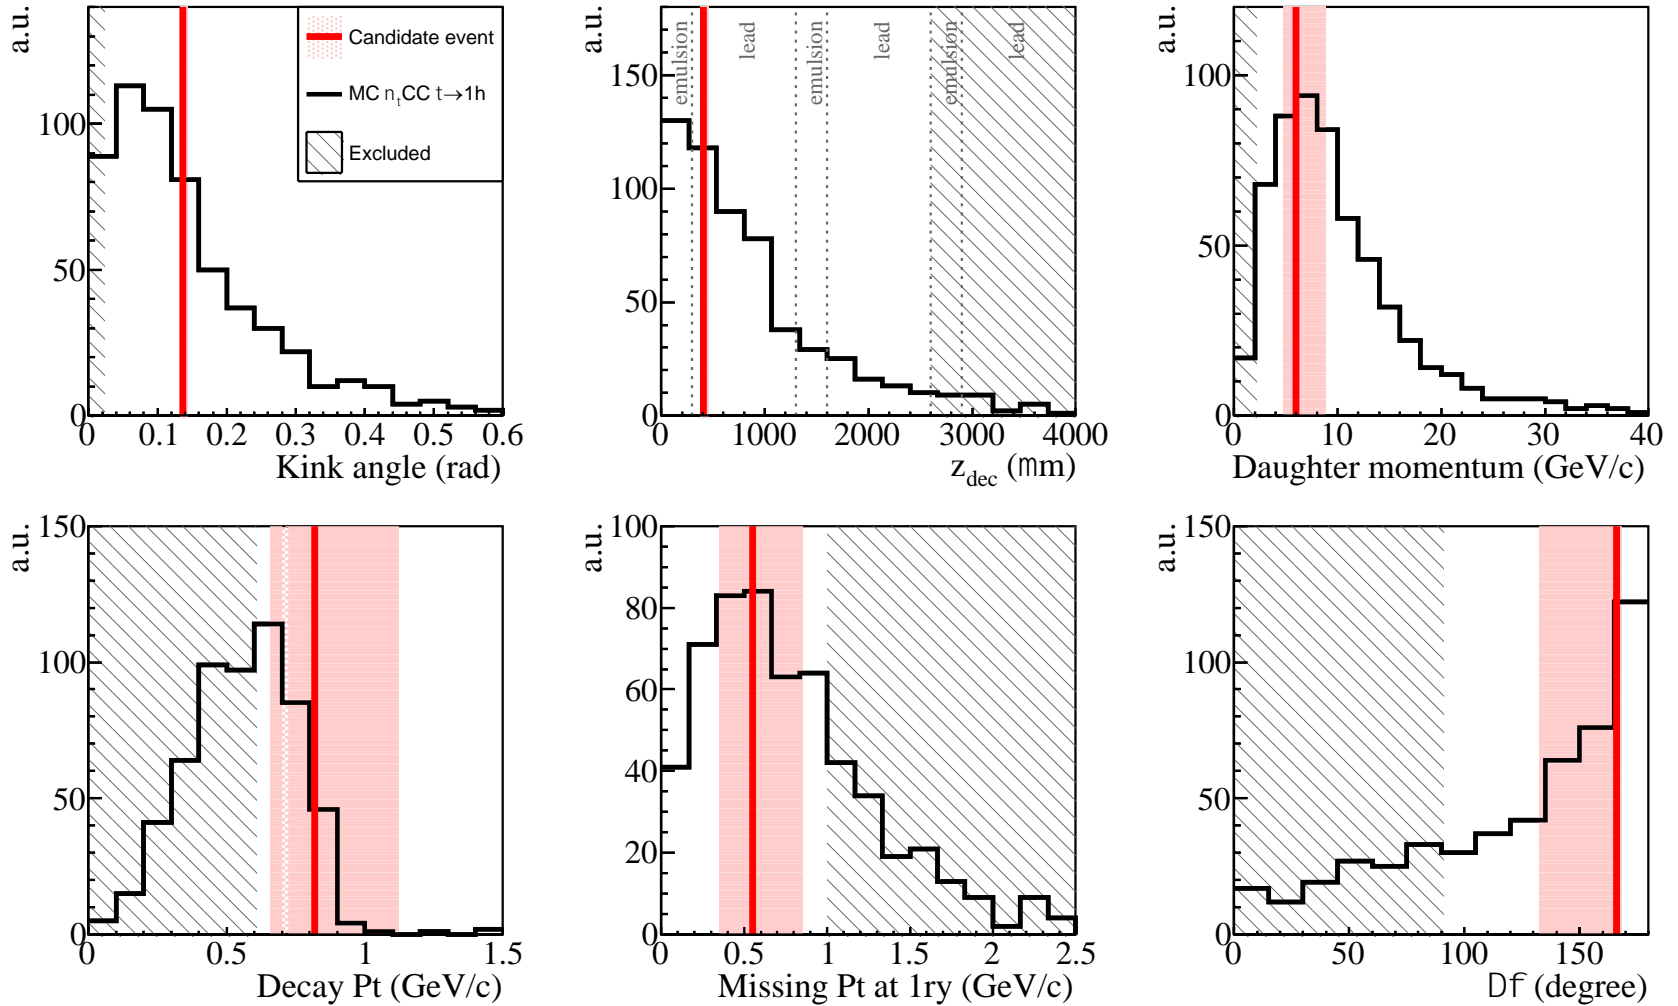 a.u.
100
50
0
Candidate event
MC n_tCC t→1h
Excluded
0 0.1 0.2 0.3 0.4 0.5 0.6
Kink angle (rad)
a.u.
150
100
50
0
emulsion
lead
emulsion
lead
emulsion
lead
0 1000 2000 3000 4000
z_dec (mm)
a.u.
100
50
0
0 10 20 30 40
Daughter momentum (GeV/c)
a.u.
150
100
50
0
0 0.5 1 1.5
Decay Pt (GeV/c)
a.u.
100
80
60
40
20
0
0 0.5 1 1.5 2 2.5
Missing Pt at 1ry (GeV/c)
a.u.
150
100
50
0
0 50 100 150
Df (degree)